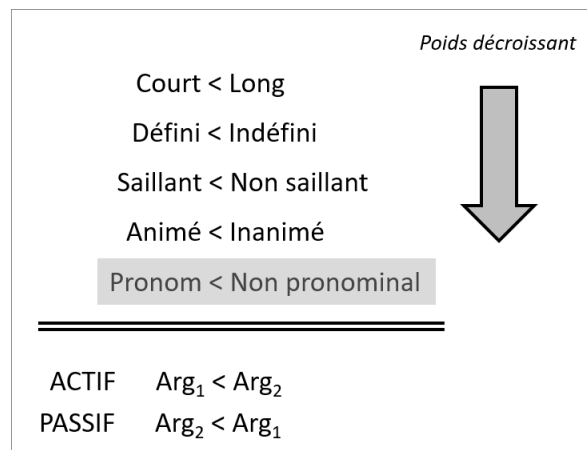 Poids décroissant
Court < Long
Défini < Indéfini
Saillant < Non saillant
Animé < Inanimé
Pronom < Non pronominal
ACTIF Arg₁ < Arg₂
PASSIF Arg₂ < Arg₁